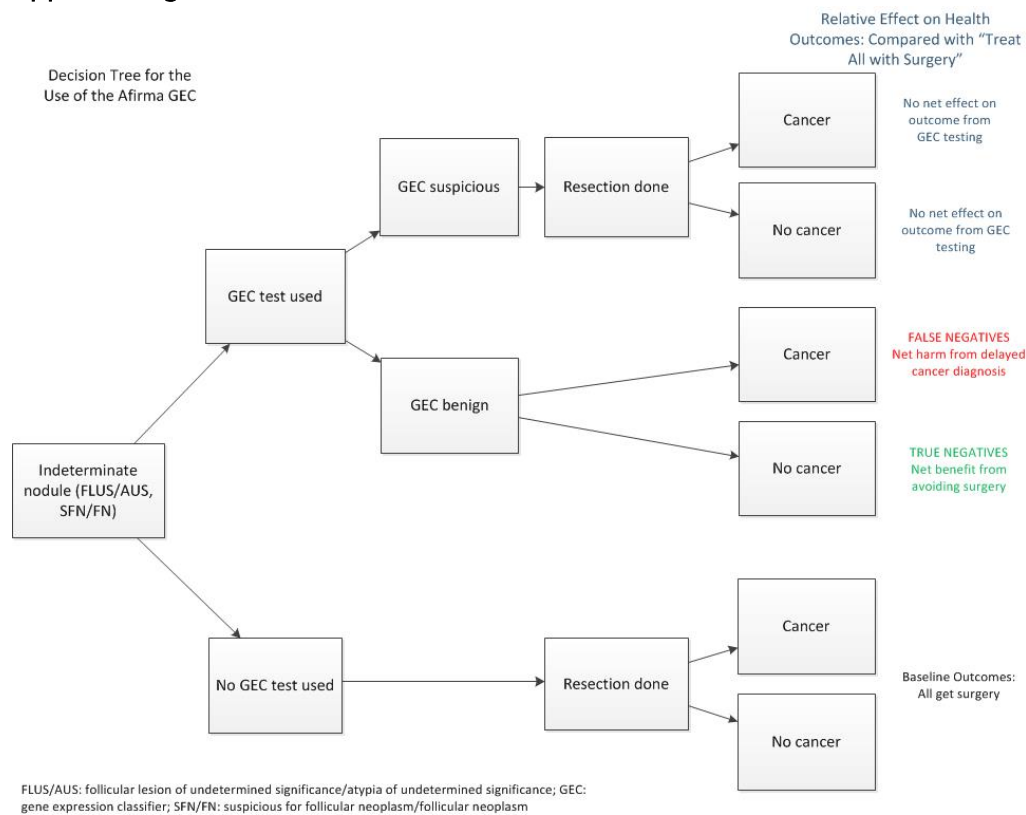 Relative Effect on Health
Outcomes: Compared with “Treat
All with Surgery”
Decision Tree for the
Use of the Afirma GEC
Cancer
No net effect on
outcome from
GEC testing
GEC suspicious
Resection done
No cancer
No net effect on
outcome from GEC
testing
GEC test used
Cancer
FALSE NEGATIVES
Net harm from delayed
cancer diagnosis
GEC benign
No cancer
TRUE NEGATIVES
Net benefit from
avoiding surgery
Indeterminate
nodule (FLUS/AUS,
SFN/FN)
Cancer
No GEC test used
Resection done
Baseline Outcomes:
All get surgery
No cancer
FLUS/AUS: follicular lesion of undetermined significance/atypia of undetermined significance; GEC:
gene expression classifier; SFN/FN: suspicious for follicular neoplasm/follicular neoplasm